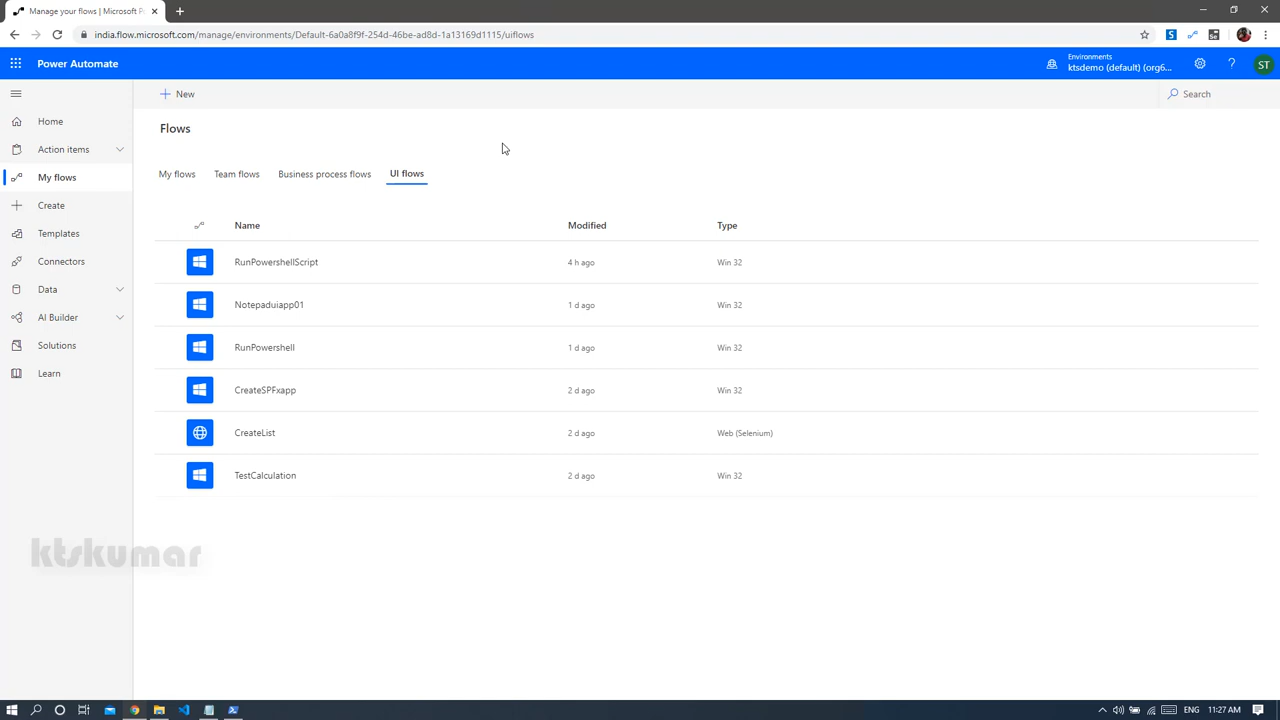 Manage your flows | Microsoft P
india.flow.microsoft.com/manage/environments/Default-6a0a8f9f-254d-46be-ad8d-1a13169d1115/uiflows
Power Automate
Environments
ktsdemo (default) (org6...
ST
New
Search
Home
Action items
My flows
Create
Templates
Connectors
Data
AI Builder
Solutions
Learn
Flows
My flows Team flows Business process flows UI flows
Name Modified Type
RunPowershellScript 4 h ago Win 32
Notepaduiapp01 1 d ago Win 32
RunPowershell 1 d ago Win 32
CreateSPFxapp 2 d ago Win 32
CreateList 2 d ago Web (Selenium)
TestCalculation 2 d ago Win 32
ktskumar
ENG 11:27 AM